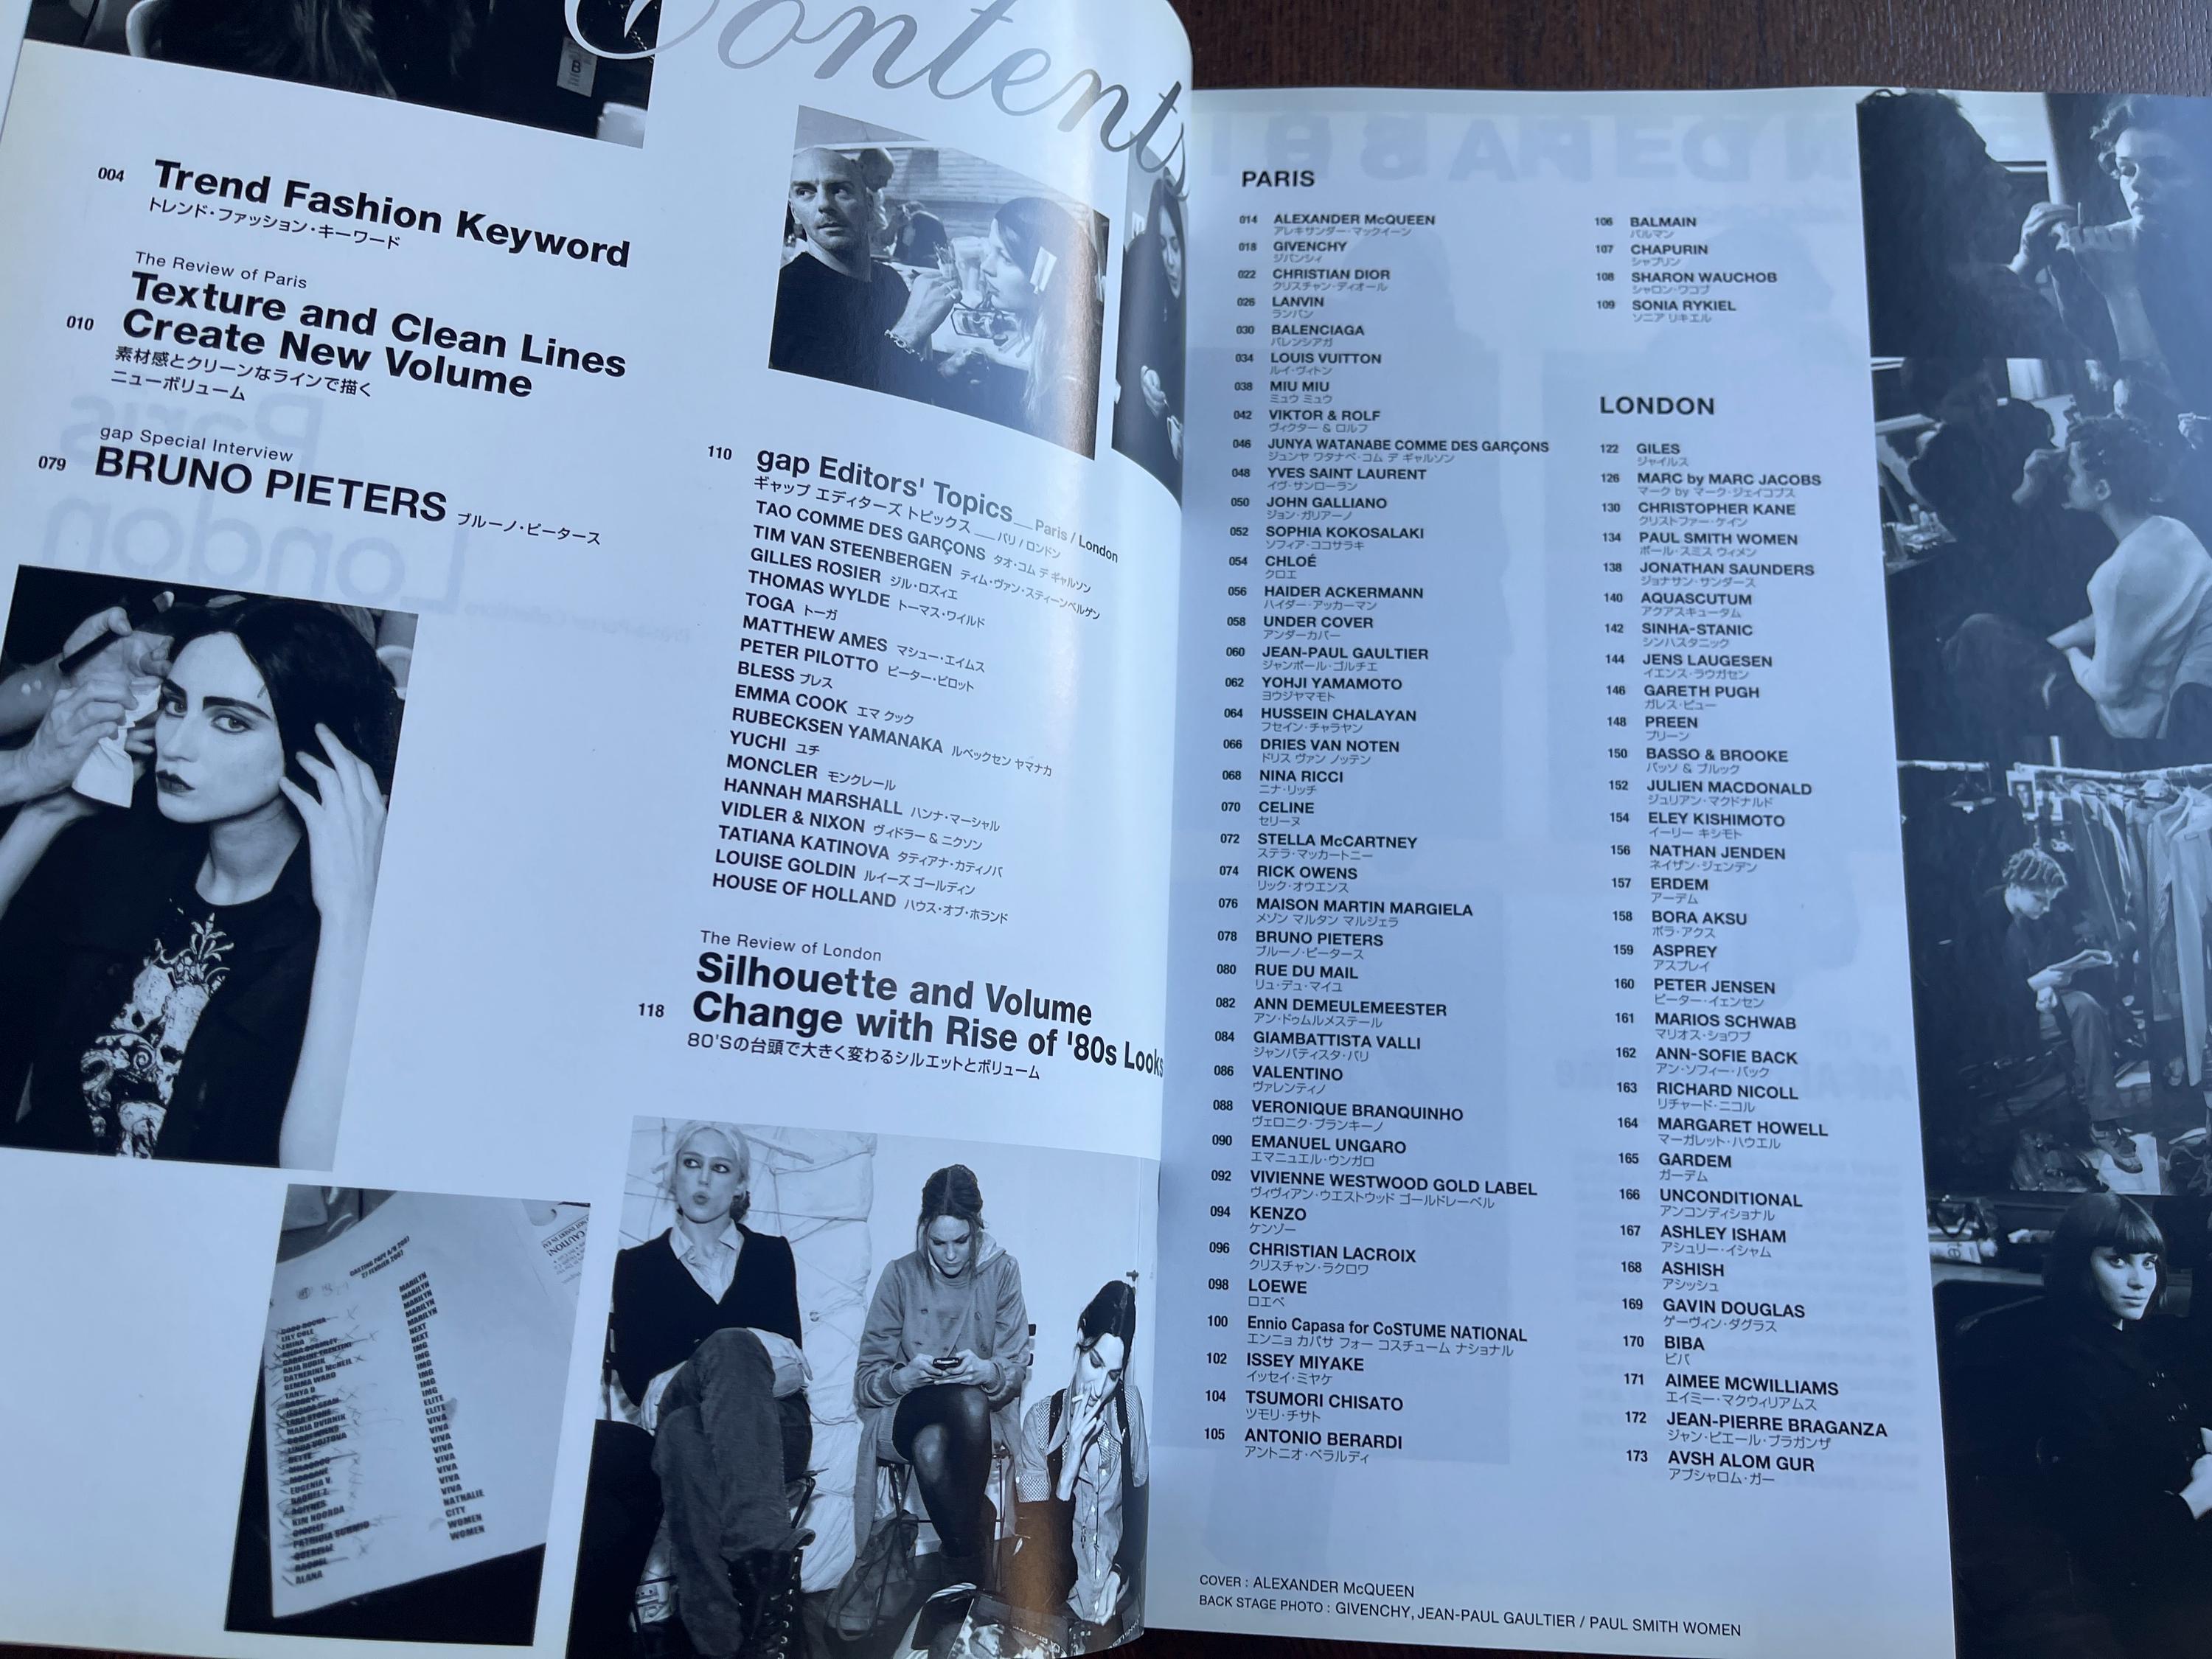 Contents
004 Trend Fashion Keyword
トレンド・ファッション・キーワード
The Review of Paris
Texture and Clean Lines
010 Create New Volume
素材感とクリーンなラインで描く
ニューボリューム
gap Special Interview
079 BRUNO PIETERS ブルーノ・ピータース
110 gap Editors' Topics__Paris / London
ギャップ エディターズ トピックス__パリ / ロンドン
TAO COMME DES GARÇONS タオ・コム デ ギャルソン
TIM VAN STEENBERGEN ティム・ヴァン・スティーンベルゲン
GILLES ROSIER ジル・ロズィエ
THOMAS WYLDE トーマス・ワイルド
TOGA トーガ
MATTHEW AMES マシュー・エイムス
PETER PILOTTO ピーター・ピロット
BLESS ブレス
EMMA COOK エマ クック
RUBECKSEN YAMANAKA ルベックセン ヤマナカ
YUCHI ユチ
MONCLER モンクレール
HANNAH MARSHALL ハンナ・マーシャル
VIDLER & NIXON ヴィドラー & ニクソン
TATIANA KATINOVA タティアナ・カティノバ
LOUISE GOLDIN ルイーズ ゴールディン
HOUSE OF HOLLAND ハウス・オブ・ホランド
The Review of London
Silhouette and Volume
118 Change with Rise of '80s Looks
80'Sの台頭で大きく変わるシルエットとボリューム
PARIS
014 ALEXANDER McQUEEN
アレキサンダー・マックイーン
018 GIVENCHY
ジバンシィ
022 CHRISTIAN DIOR
クリスチャン・ディオール
026 LANVIN
ランバン
030 BALENCIAGA
バレンシアガ
034 LOUIS VUITTON
ルイ・ヴィトン
038 MIU MIU
ミュウ ミュウ
042 VIKTOR & ROLF
ヴィクター & ロルフ
046 JUNYA WATANABE COMME DES GARÇONS
ジュンヤ ワタナベ・コム デ ギャルソン
048 YVES SAINT LAURENT
イヴ・サンローラン
050 JOHN GALLIANO
ジョン・ガリアーノ
052 SOPHIA KOKOSALAKI
ソフィア・ココサラキ
054 CHLOÉ
クロエ
056 HAIDER ACKERMANN
ハイダー・アッカーマン
058 UNDER COVER
アンダーカバー
060 JEAN-PAUL GAULTIER
ジャンポール・ゴルチエ
062 YOHJI YAMAMOTO
ヨウジヤマモト
064 HUSSEIN CHALAYAN
フセイン・チャラヤン
066 DRIES VAN NOTEN
ドリス ヴァン ノッテン
068 NINA RICCI
ニナ・リッチ
070 CELINE
セリーヌ
072 STELLA McCARTNEY
ステラ・マッカートニー
074 RICK OWENS
リック・オウエンス
076 MAISON MARTIN MARGIELA
メゾン マルタン マルジェラ
078 BRUNO PIETERS
ブルーノ・ピータース
080 RUE DU MAIL
リュ・デュ・マイユ
082 ANN DEMEULEMEESTER
アン・ドゥムルメステール
084 GIAMBATTISTA VALLI
ジャンバティスタ・バリ
086 VALENTINO
ヴァレンティノ
088 VERONIQUE BRANQUINHO
ヴェロニク・ブランキーノ
090 EMANUEL UNGARO
エマニュエル・ウンガロ
092 VIVIENNE WESTWOOD GOLD LABEL
ヴィヴィアン・ウエストウッド ゴールドレーベル
094 KENZO
ケンゾー
096 CHRISTIAN LACROIX
クリスチャン・ラクロワ
098 LOEWE
ロエベ
100 Ennio Capasa for CoSTUME NATIONAL
エンニョ カパサ フォー コスチューム ナショナル
102 ISSEY MIYAKE
イッセイ・ミヤケ
104 TSUMORI CHISATO
ツモリ・チサト
105 ANTONIO BERARDI
アントニオ・ベラルディ
106 BALMAIN
バルマン
107 CHAPURIN
シャプリン
108 SHARON WAUCHOB
シャロン・ワコブ
109 SONIA RYKIEL
ソニア リキエル
LONDON
122 GILES
ジャイルス
126 MARC by MARC JACOBS
マーク by マーク・ジェイコブス
130 CHRISTOPHER KANE
クリストファー・ケイン
134 PAUL SMITH WOMEN
ポール・スミス ウィメン
138 JONATHAN SAUNDERS
ジョナサン・サンダース
140 AQUASCUTUM
アクアスキュータム
142 SINHA-STANIC
シンハスタニック
144 JENS LAUGESEN
イエンス・ラウガセン
146 GARETH PUGH
ガレス・ピュー
148 PREEN
プリーン
150 BASSO & BROOKE
バッソ & ブルック
152 JULIEN MACDONALD
ジュリアン・マクドナルド
154 ELEY KISHIMOTO
イーリー キシモト
156 NATHAN JENDEN
ネイザン・ジェンデン
157 ERDEM
アーデム
158 BORA AKSU
ボラ・アクス
159 ASPREY
アスプレイ
160 PETER JENSEN
ピーター・イェンセン
161 MARIOS SCHWAB
マリオス・ショワブ
162 ANN-SOFIE BACK
アン・ソフィー・バック
163 RICHARD NICOLL
リチャード・ニコル
164 MARGARET HOWELL
マーガレット・ハウエル
165 GARDEM
ガーデム
166 UNCONDITIONAL
アンコンディショナル
167 ASHLEY ISHAM
アシュリー・イシャム
168 ASHISH
アシッシュ
169 GAVIN DOUGLAS
ゲーヴィン・ダグラス
170 BIBA
ビバ
171 AIMEE MCWILLIAMS
エイミー・マクウィリアムス
172 JEAN-PIERRE BRAGANZA
ジャン・ピエール・ブラガンザ
173 AVSH ALOM GUR
アブシャロム・ガー
COVER : ALEXANDER McQUEEN
BACK STAGE PHOTO : GIVENCHY, JEAN-PAUL GAULTIER / PAUL SMITH WOMEN